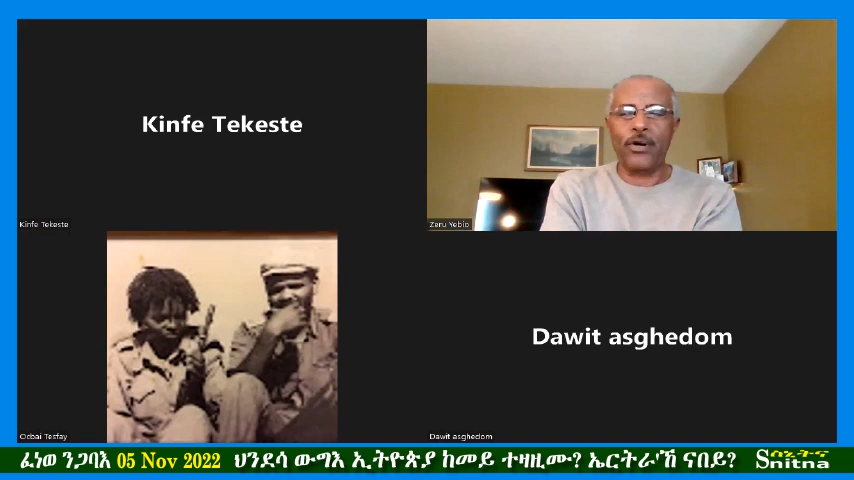 Kinfe Tekeste
Kinfe Tekeste
Zeru Yebio
Odbai Tesfay
Dawit asghedom
Dawit asghedom
ፈነወ ንጋባእ 05 Nov 2022 ህንደሳ ውግእ ኢትዮጵያ ከመይ ተዛዚሙ? ኤርትራ'ኸ ናበይ?
ስኒትና
Snitna